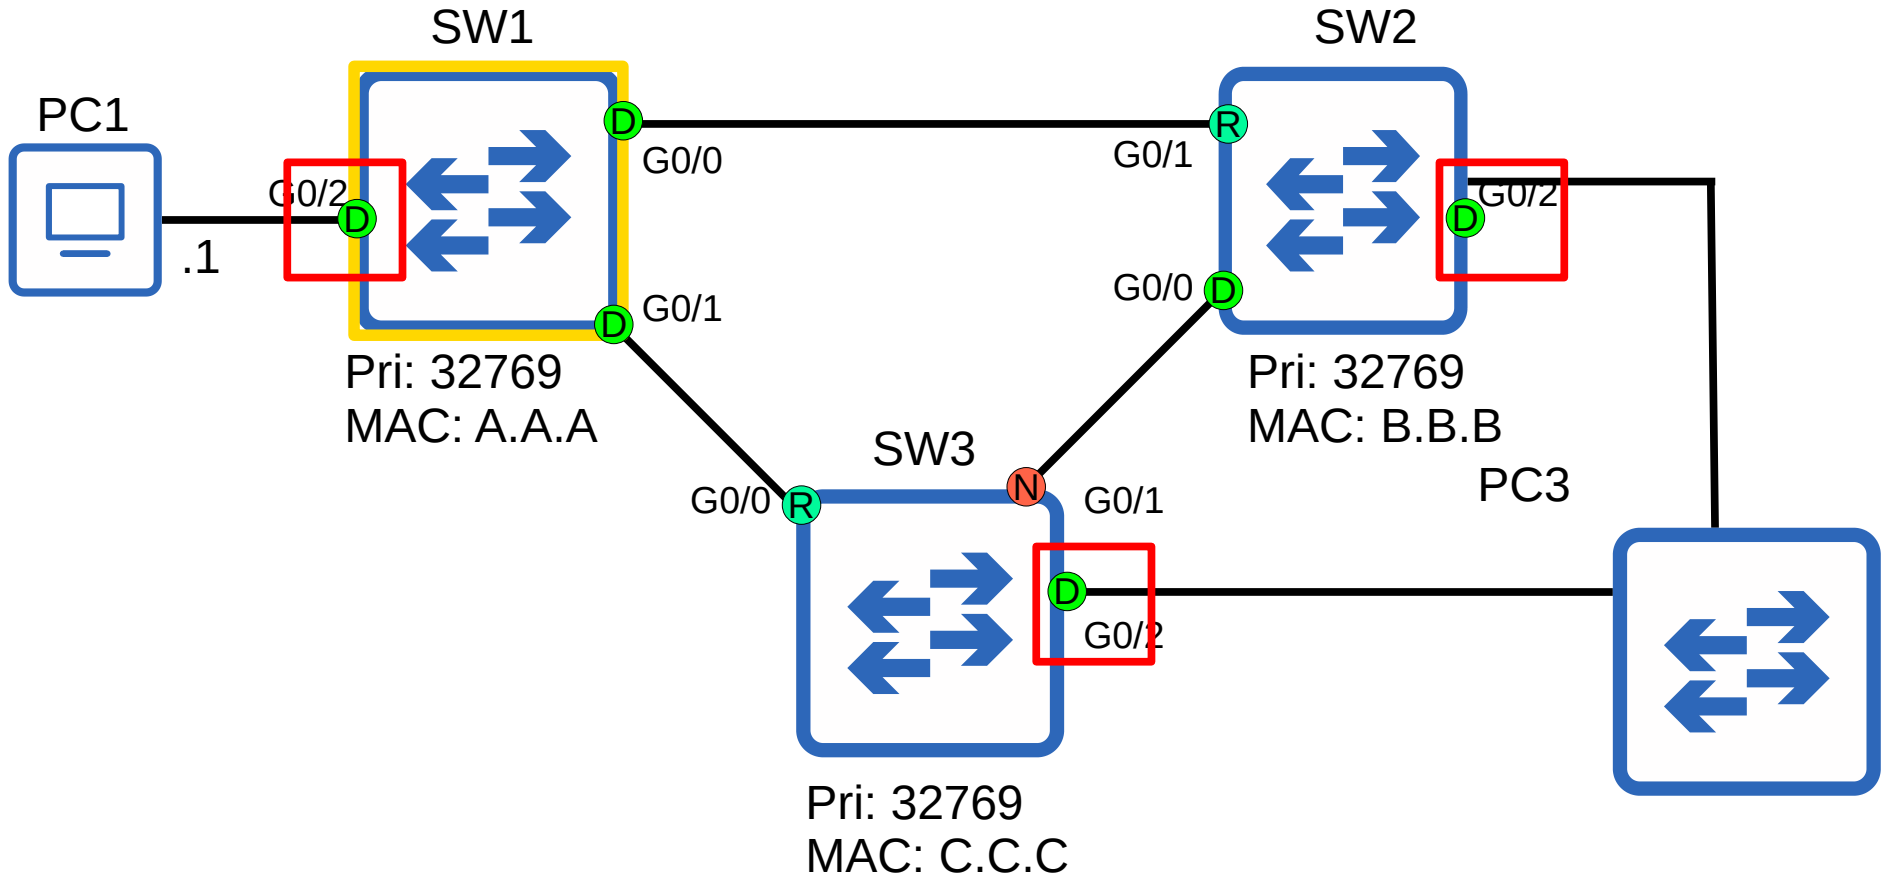 SW1
SW2
PC1
D
R
G0/0
G0/1
G0/2
D
.1
G0/2
D
G0/0
D
G0/1
D
Pri: 32769
MAC: A.A.A
Pri: 32769
MAC: B.B.B
SW3
PC3
G0/0
R
N
G0/1
D
G0/2
Pri: 32769
MAC: C.C.C